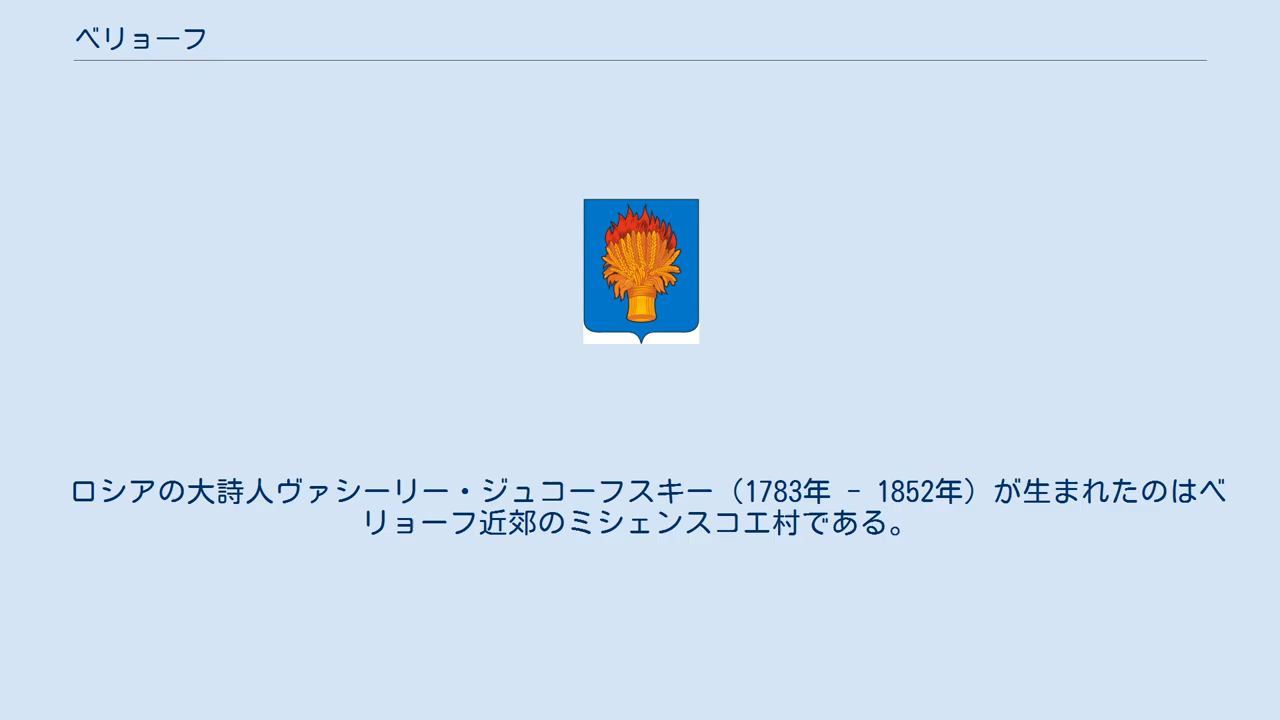 ベリョーフ
ロシアの大詩人ヴァシーリー・ジュコーフスキー（1783年 - 1852年）が生まれたのはベ
リョーフ近郊のミシェンスコエ村である。